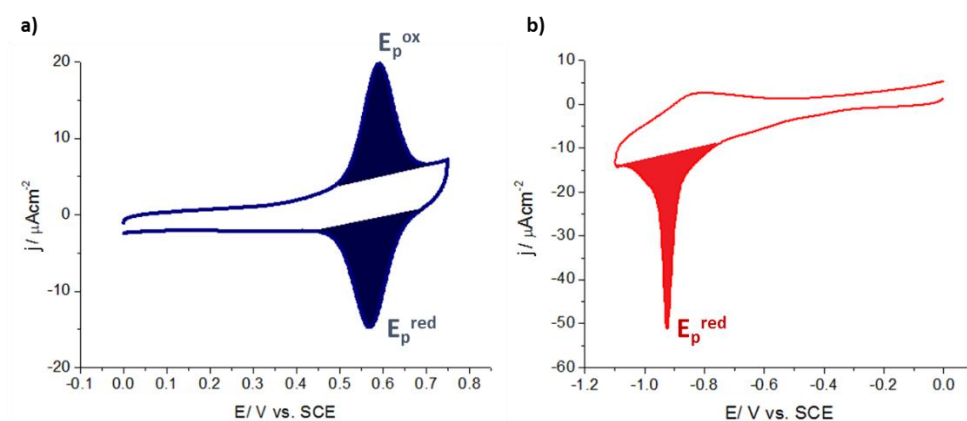 a)
E_p^ox
20
10
0
-10
-20
j / µAcm⁻²
E_p^red
-0.1 0.0 0.1 0.2 0.3 0.4 0.5 0.6 0.7 0.8
E/ V vs. SCE
b)
10
0
-10
-20
-30
-40
-50
-60
j / µAcm⁻²
E_p^red
-1.2 -1.0 -0.8 -0.6 -0.4 -0.2 0.0
E/ V vs. SCE